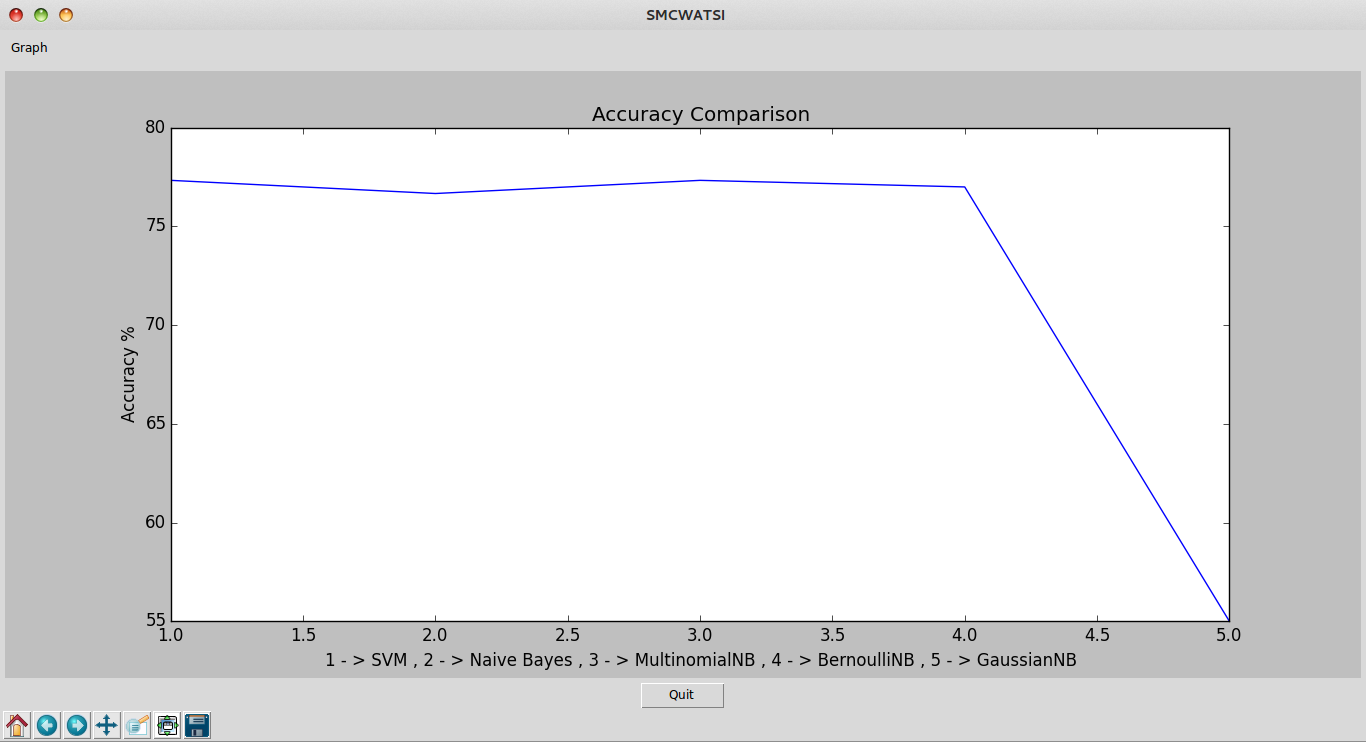 SMCWATSI
Graph
Accuracy Comparison
80
75
70
65
60
55
Accuracy %
1.0 1.5 2.0 2.5 3.0 3.5 4.0 4.5 5.0
1 - > SVM , 2 - > Naive Bayes , 3 - > MultinomialNB , 4 - > BernoulliNB , 5 - > GaussianNB
Quit